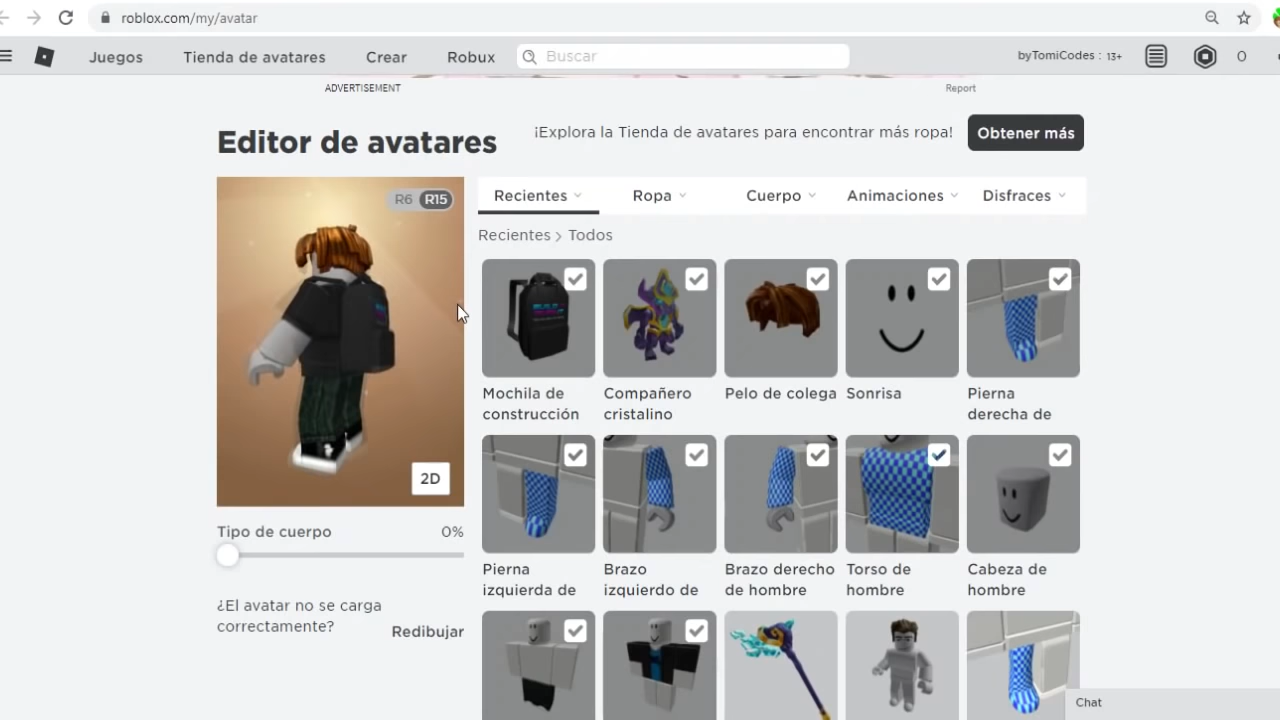 roblox.com/my/avatar
Juegos
Tienda de avatares
Crear
Robux
Buscar
byTomiCodes : 13+
0
ADVERTISEMENT
Report
Editor de avatares
¡Explora la Tienda de avatares para encontrar más ropa!
Obtener más
R6 R15
2D
Tipo de cuerpo 0%
¿El avatar no se carga
correctamente?
Redibujar
Recientes
Ropa
Cuerpo
Animaciones
Disfraces
Recientes > Todos
Mochila de
construcción
Compañero
cristalino
Pelo de colega
Sonrisa
Pierna
derecha de
Pierna
izquierda de
Brazo
izquierdo de
Brazo derecho
de hombre
Torso de
hombre
Cabeza de
hombre
Chat